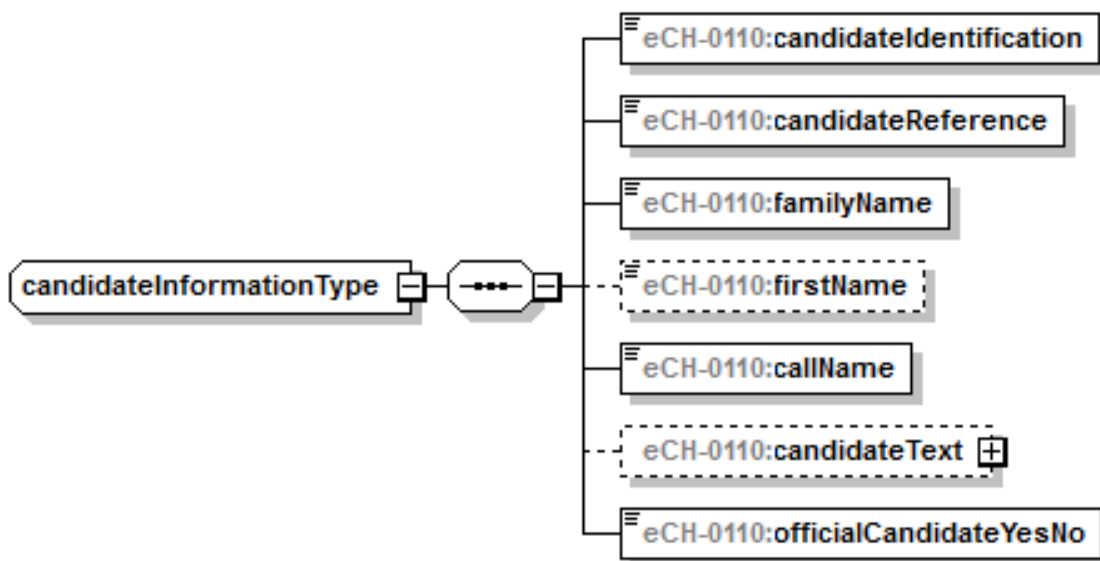 eCH-0110:candidateIdentification
eCH-0110:candidateReference
eCH-0110:familyName
candidateInformationType
eCH-0110:firstName
eCH-0110:callName
eCH-0110:candidateText
eCH-0110:officialCandidateYesNo